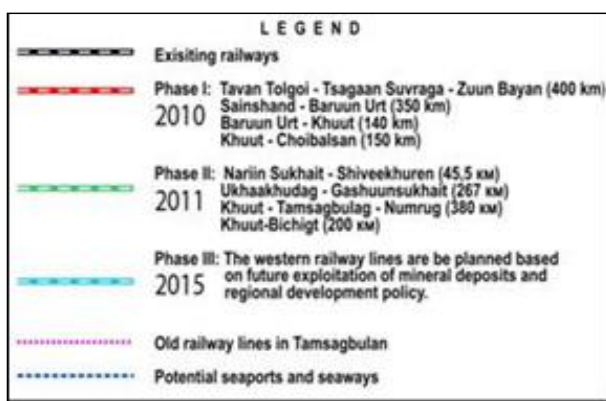 LEGEND
Exisiting railways
Phase I: Tavan Tolgoi - Tsagaan Suvraga - Zuun Bayan (400 km)
2010 Sainshand - Baruun Urt (350 km)
Baruun Urt - Khuut (140 km)
Khuut - Choibalsan (150 km)
Phase II: Nariin Sukhait - Shiveekhuren (45,5 км)
2011 Ukhaakhudag - Gashuunsukhait (267 км)
Khuut - Tamsagbulag - Numrug (380 км)
Khuut-Bichigt (200 км)
Phase III: The western railway lines are be planned based
2015 on future exploitation of mineral deposits and
regional development policy.
Old railway lines in Tamsagbulan
Potential seaports and seaways